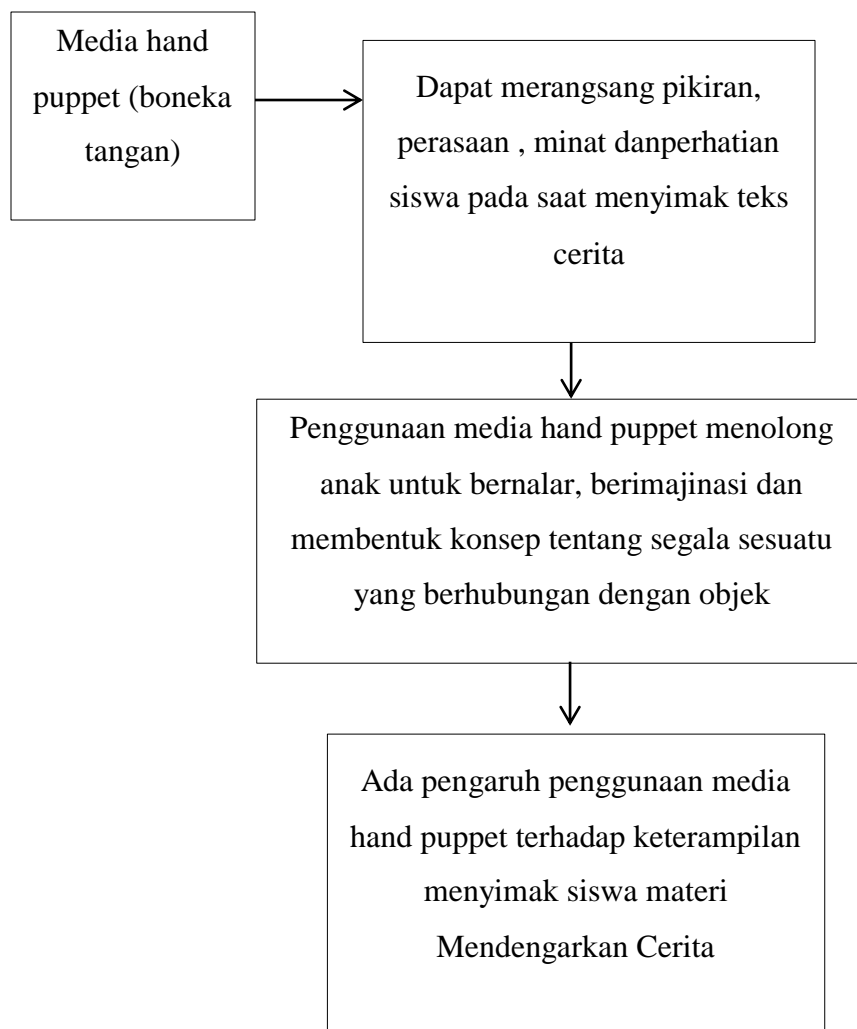 Media hand
puppet (boneka
tangan)
Dapat merangsang pikiran,
perasaan , minat danperhatian
siswa pada saat menyimak teks
cerita
Penggunaan media hand puppet menolong
anak untuk bernalar, berimajinasi dan
membentuk konsep tentang segala sesuatu
yang berhubungan dengan objek
Ada pengaruh penggunaan media
hand puppet terhadap keterampilan
menyimak siswa materi
Mendengarkan Cerita